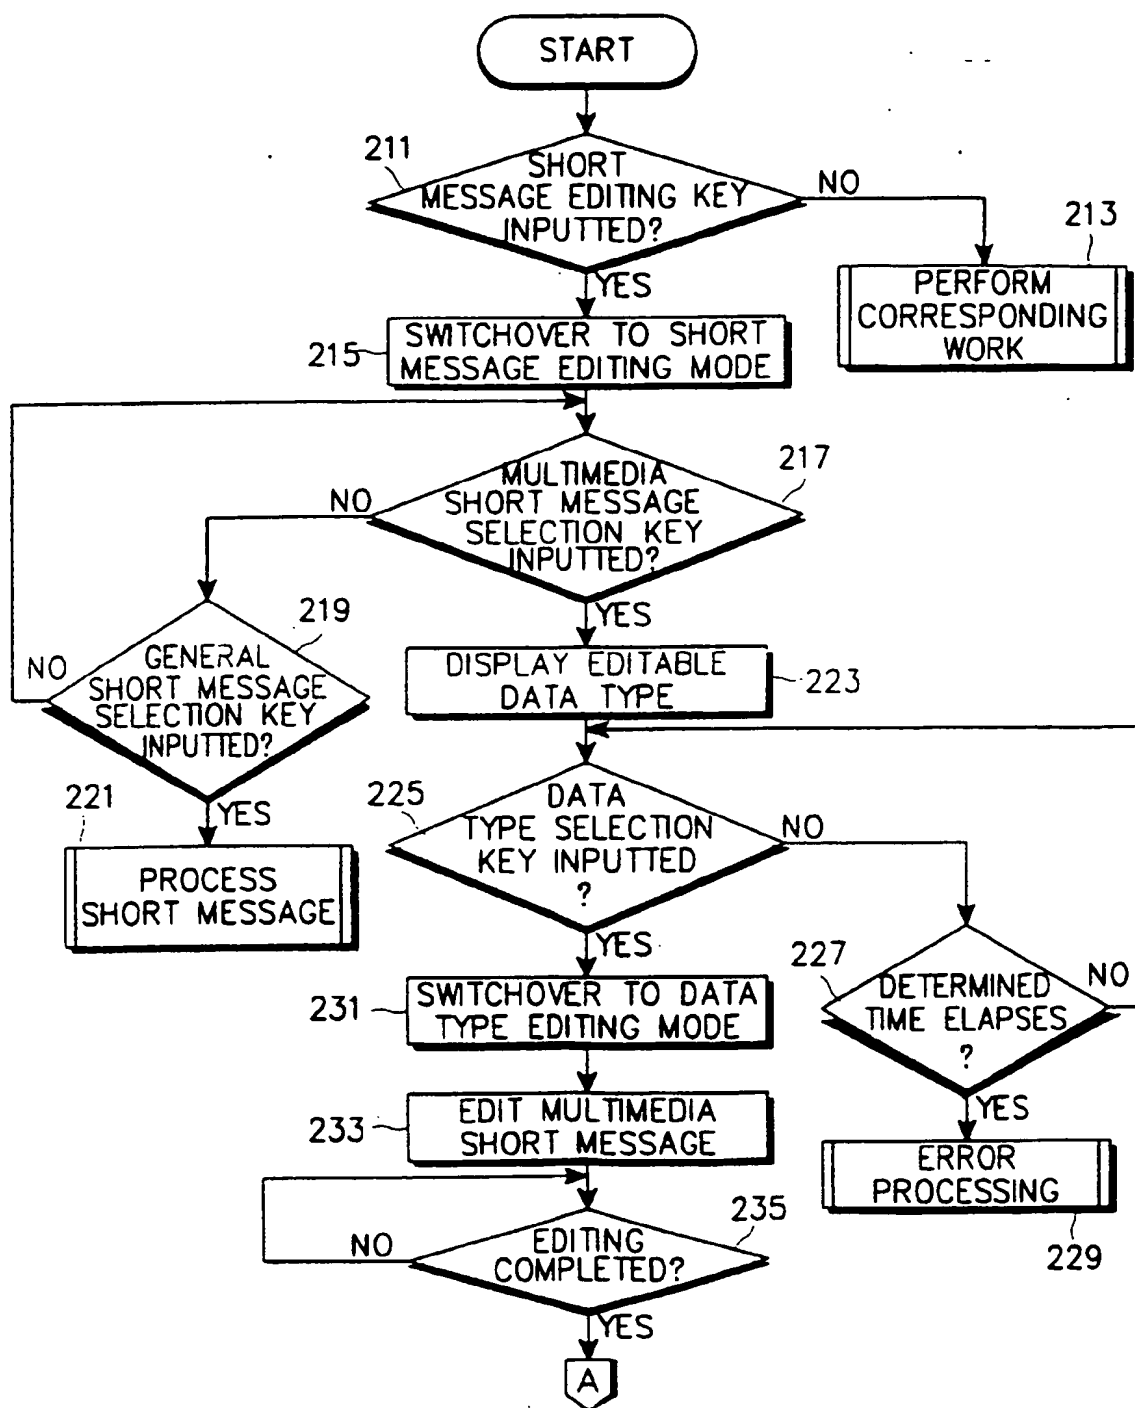 START
211
SHORT
MESSAGE EDITING KEY
INPUTTED?
NO
YES
213
PERFORM
CORRESPONDING
WORK
215
SWITCHOVER TO SHORT
MESSAGE EDITING MODE
217
MULTIMEDIA
SHORT MESSAGE
SELECTION KEY
INPUTTED?
NO
YES
219
GENERAL
SHORT MESSAGE
SELECTION KEY
INPUTTED?
NO
YES
221
PROCESS
SHORT MESSAGE
DISPLAY EDITABLE
DATA TYPE
223
225
DATA
TYPE SELECTION
KEY INPUTTED
?
NO
YES
227
DETERMINED
TIME ELAPSES
?
NO
YES
ERROR
PROCESSING
229
231
SWITCHOVER TO DATA
TYPE EDITING MODE
233
EDIT MULTIMEDIA
SHORT MESSAGE
235
EDITING
COMPLETED?
NO
YES
A